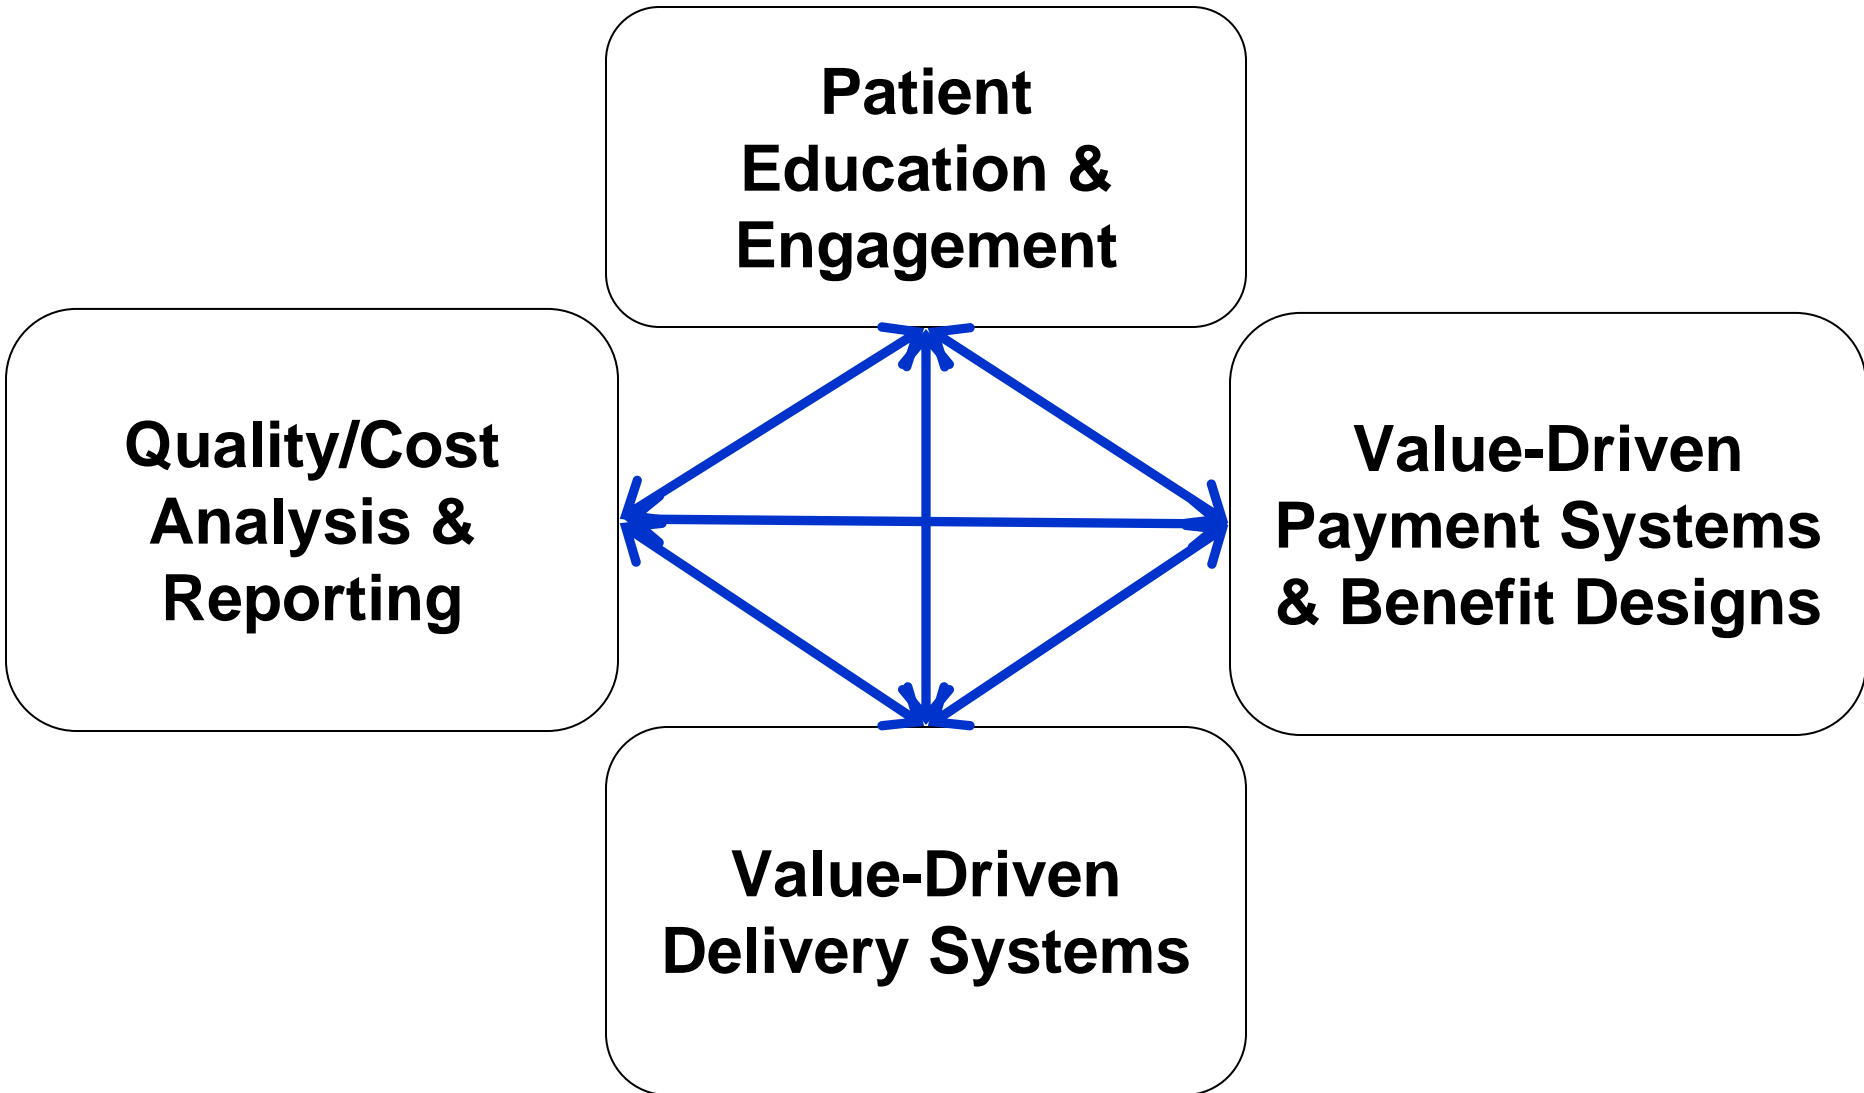 Patient
Education &
Engagement
Quality/Cost
Analysis &
Reporting
Value-Driven
Payment Systems
& Benefit Designs
Value-Driven
Delivery Systems